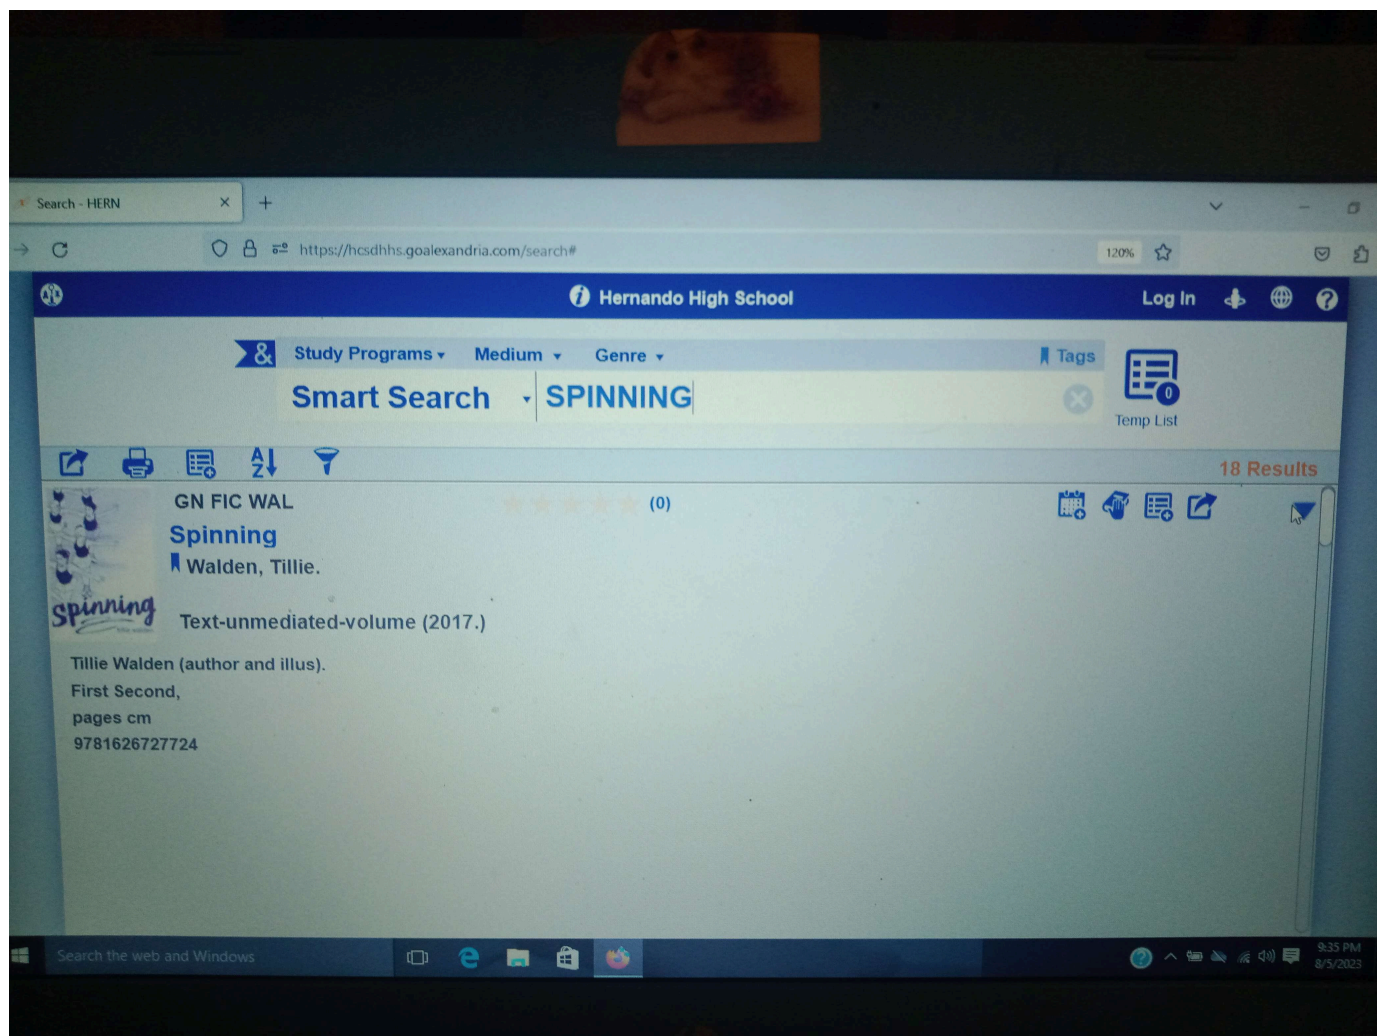 Search - HERN
https://hcsdhhs.goalexandria.com/search#
120%
Hernando High School
Log In
& Study Programs Medium Genre Tags
Smart Search SPINNING
0
Temp List
A
Z
18 Results
GN FIC WAL (0)
Spinning
Walden, Tillie.
spinning
Text-unmediated-volume (2017.)
Tillie Walden (author and illus).
First Second,
pages cm
9781626727724
Search the web and Windows
9:35 PM
8/5/2023